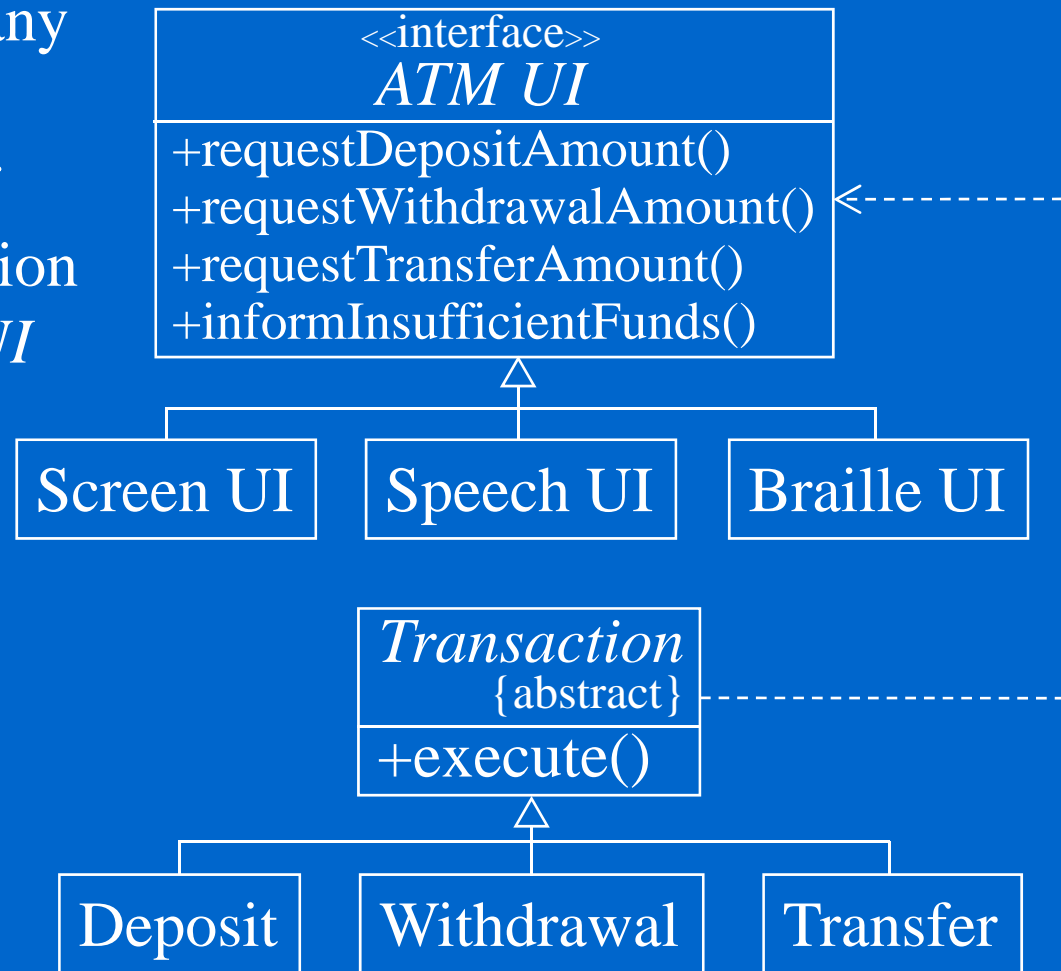 <<interface>>
ATM UI
+requestDepositAmount()
+requestWithdrawalAmount()
+requestTransferAmount()
+informInsufficientFunds()
Screen UI
Speech UI
Braille UI
Transaction
{abstract}
+execute()
Deposit
Withdrawal
Transfer